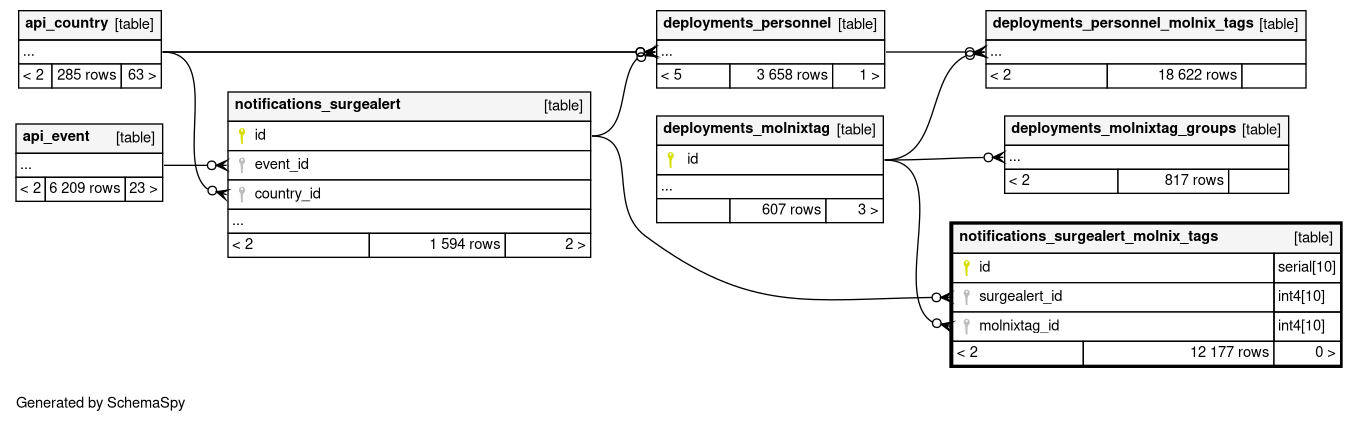 api_country [table]
...
< 2 285 rows 63 >
api_event [table]
...
< 2 6 209 rows 23 >
notifications_surgealert [table]
id
event_id
country_id
...
< 2 1 594 rows 2 >
deployments_personnel [table]
...
< 5 3 658 rows 1 >
deployments_molnixtag [table]
id
...
607 rows 3 >
deployments_personnel_molnix_tags [table]
...
< 2 18 622 rows
deployments_molnixtag_groups [table]
...
< 2 817 rows
notifications_surgealert_molnix_tags [table]
id serial[10]
surgealert_id int4[10]
molnixtag_id int4[10]
< 2 12 177 rows 0 >
Generated by SchemaSpy